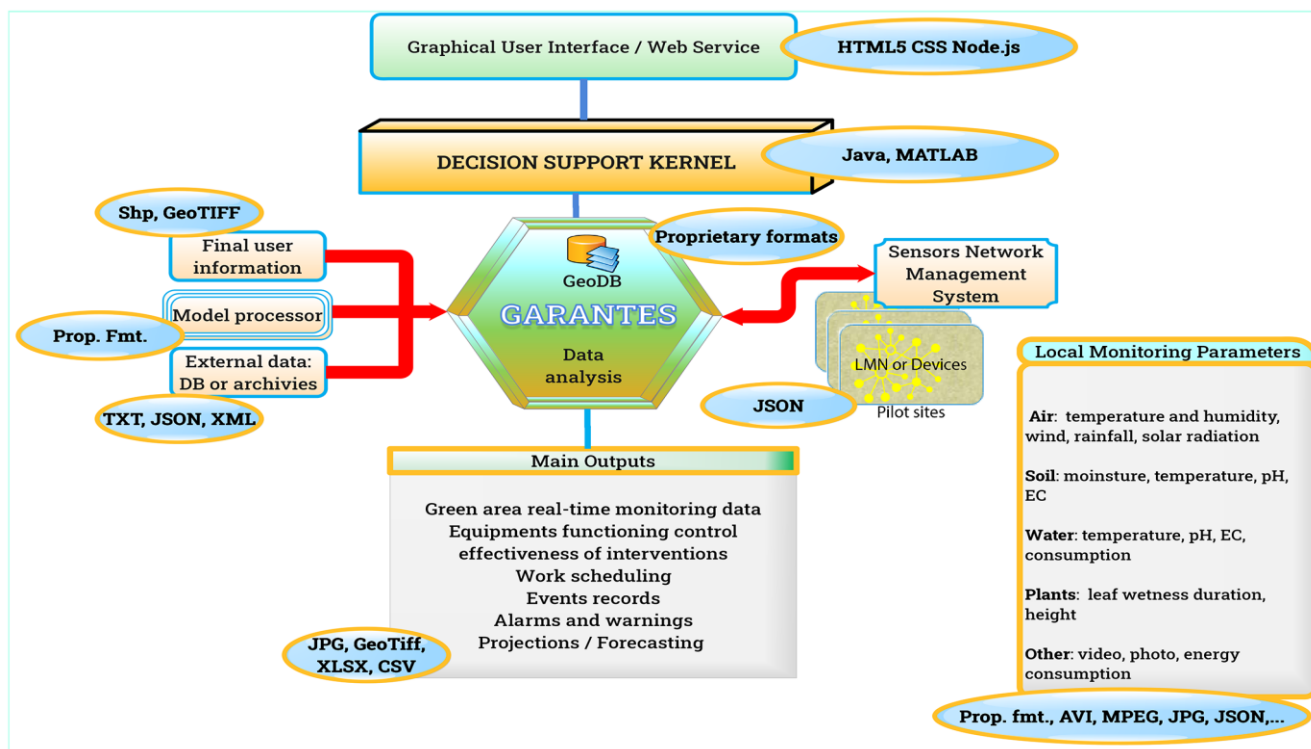 Graphical User Interface / Web Service
HTML5 CSS Node.js
DECISION SUPPORT KERNEL
Java, MATLAB
Shp, GeoTIFF
Final user
information
Model processor
Prop. Fmt.
External data:
DB or archivies
TXT, JSON, XML
Proprietary formats
GeoDB
GARANTES
Data
analysis
Sensors Network
Management
System
LMN or Devices
JSON
Pilot sites
Main Outputs
Green area real-time monitoring data
Equipments functioning control
effectiveness of interventions
Work scheduling
Events records
Alarms and warnings
Projections / Forecasting
JPG, GeoTiff,
XLSX, CSV
Local Monitoring Parameters
Air: temperature and humidity,
wind, rainfall, solar radiation
Soil: moinsture, temperature, pH,
EC
Water: temperature, pH, EC,
consumption
Plants: leaf wetness duration,
height
Other: video, photo, energy
consumption
Prop. fmt., AVI, MPEG, JPG, JSON,...